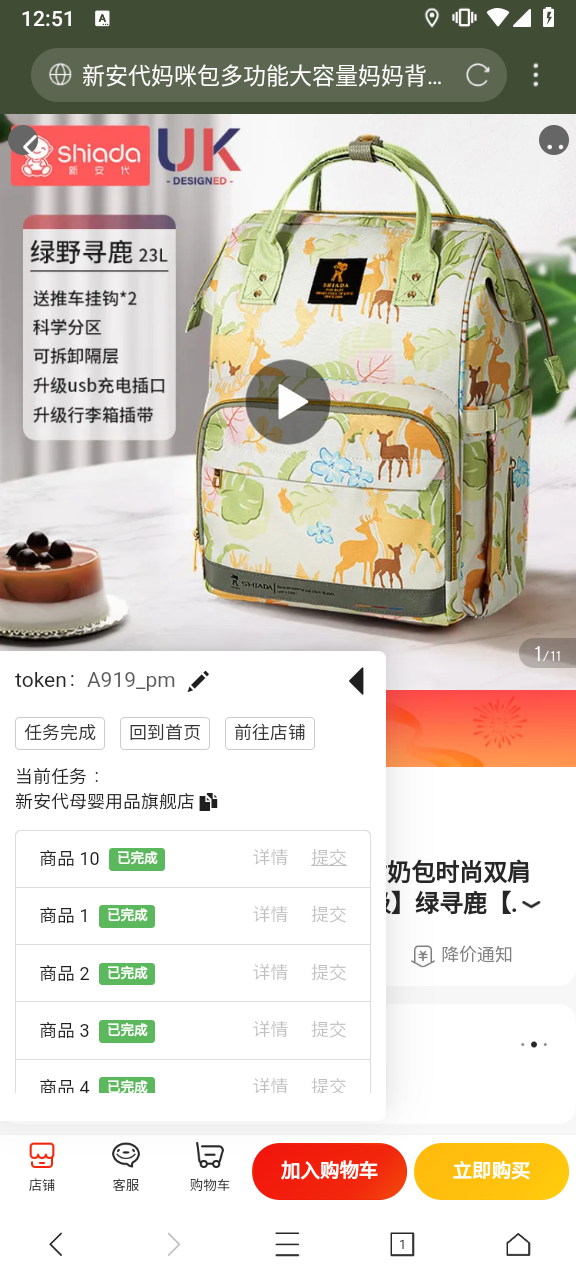 12:51
A
新安代妈咪包多功能大容量妈妈背...
shiada
新安代
UK
- DESIGNED -
绿野寻鹿 23L
送推车挂钩*2
科学分区
可拆卸隔层
升级usb充电插口
升级行李箱插带
SHIADA
SHIADA
1/11
token： A919_pm
任务完成 回到首页 前往店铺
当前任务：
新安代母婴用品旗舰店
商品 10 已完成 详情 提交
商品 1 已完成 详情 提交
商品 2 已完成 详情 提交
商品 3 已完成 详情 提交
商品 4 已完成 详情 提交
奶包时尚双肩
】绿寻鹿【.
降价通知
店铺 客服 购物车 加入购物车 立即购买
1